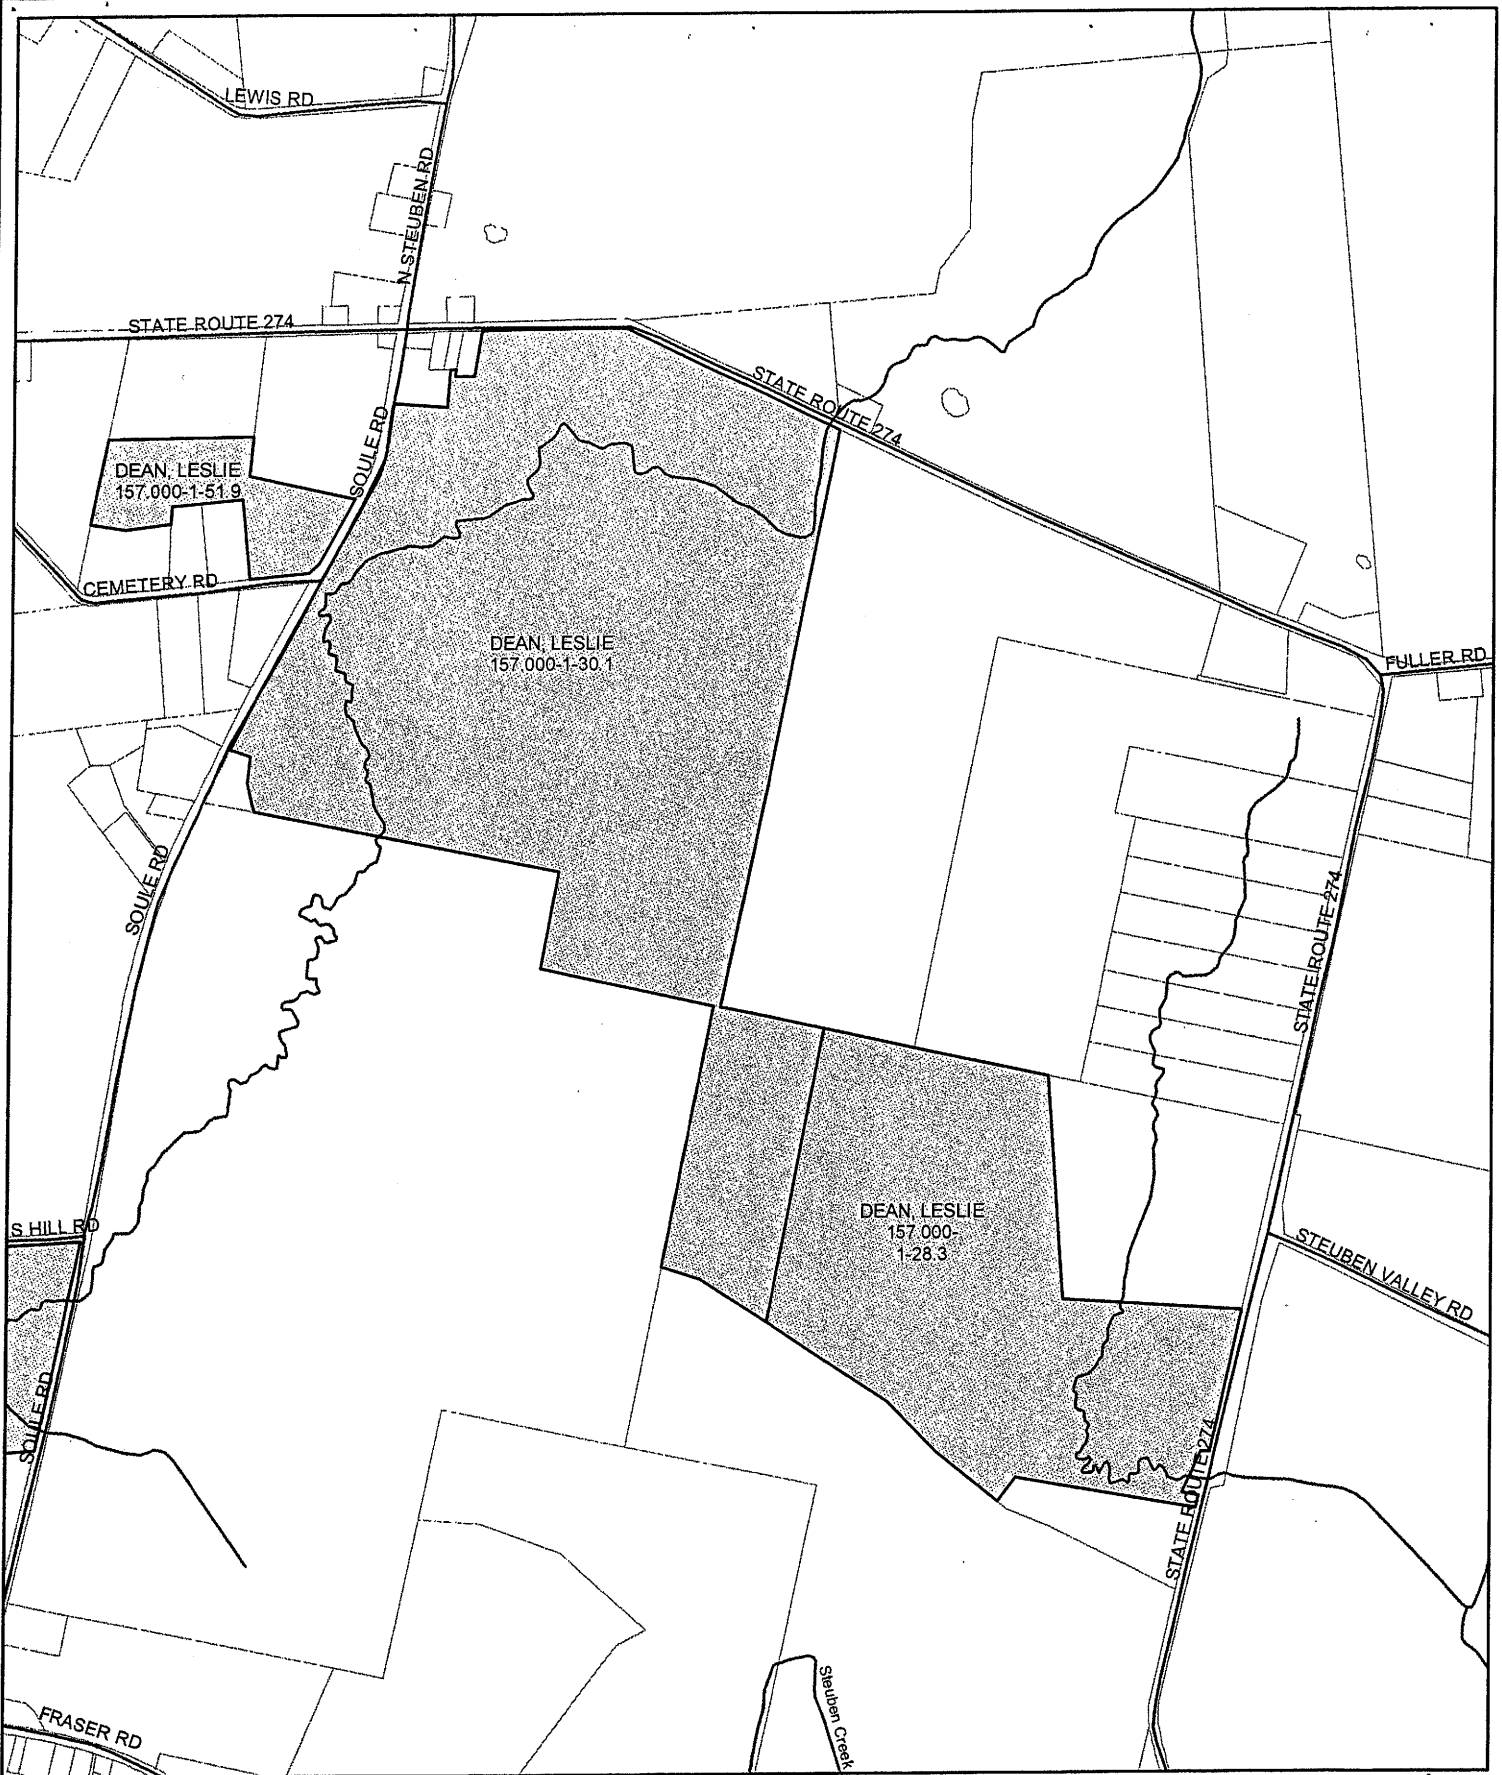 LEWIS RD
N STEUBEN RD
STATE ROUTE 274
STATE ROUTE 274
SOULE RD
DEAN, LESLIE
157.000-1-51.9
CEMETERY RD
DEAN, LESLIE
157.000-1-30.1
FULLER RD
SOULE RD
STATE ROUTE 274
DEAN, LESLIE
157.000-
1-28.3
S HILL RD
STEUBEN VALLEY RD
SOULE RD
STATE ROUTE 274
Steuben Creek
FRASER RD